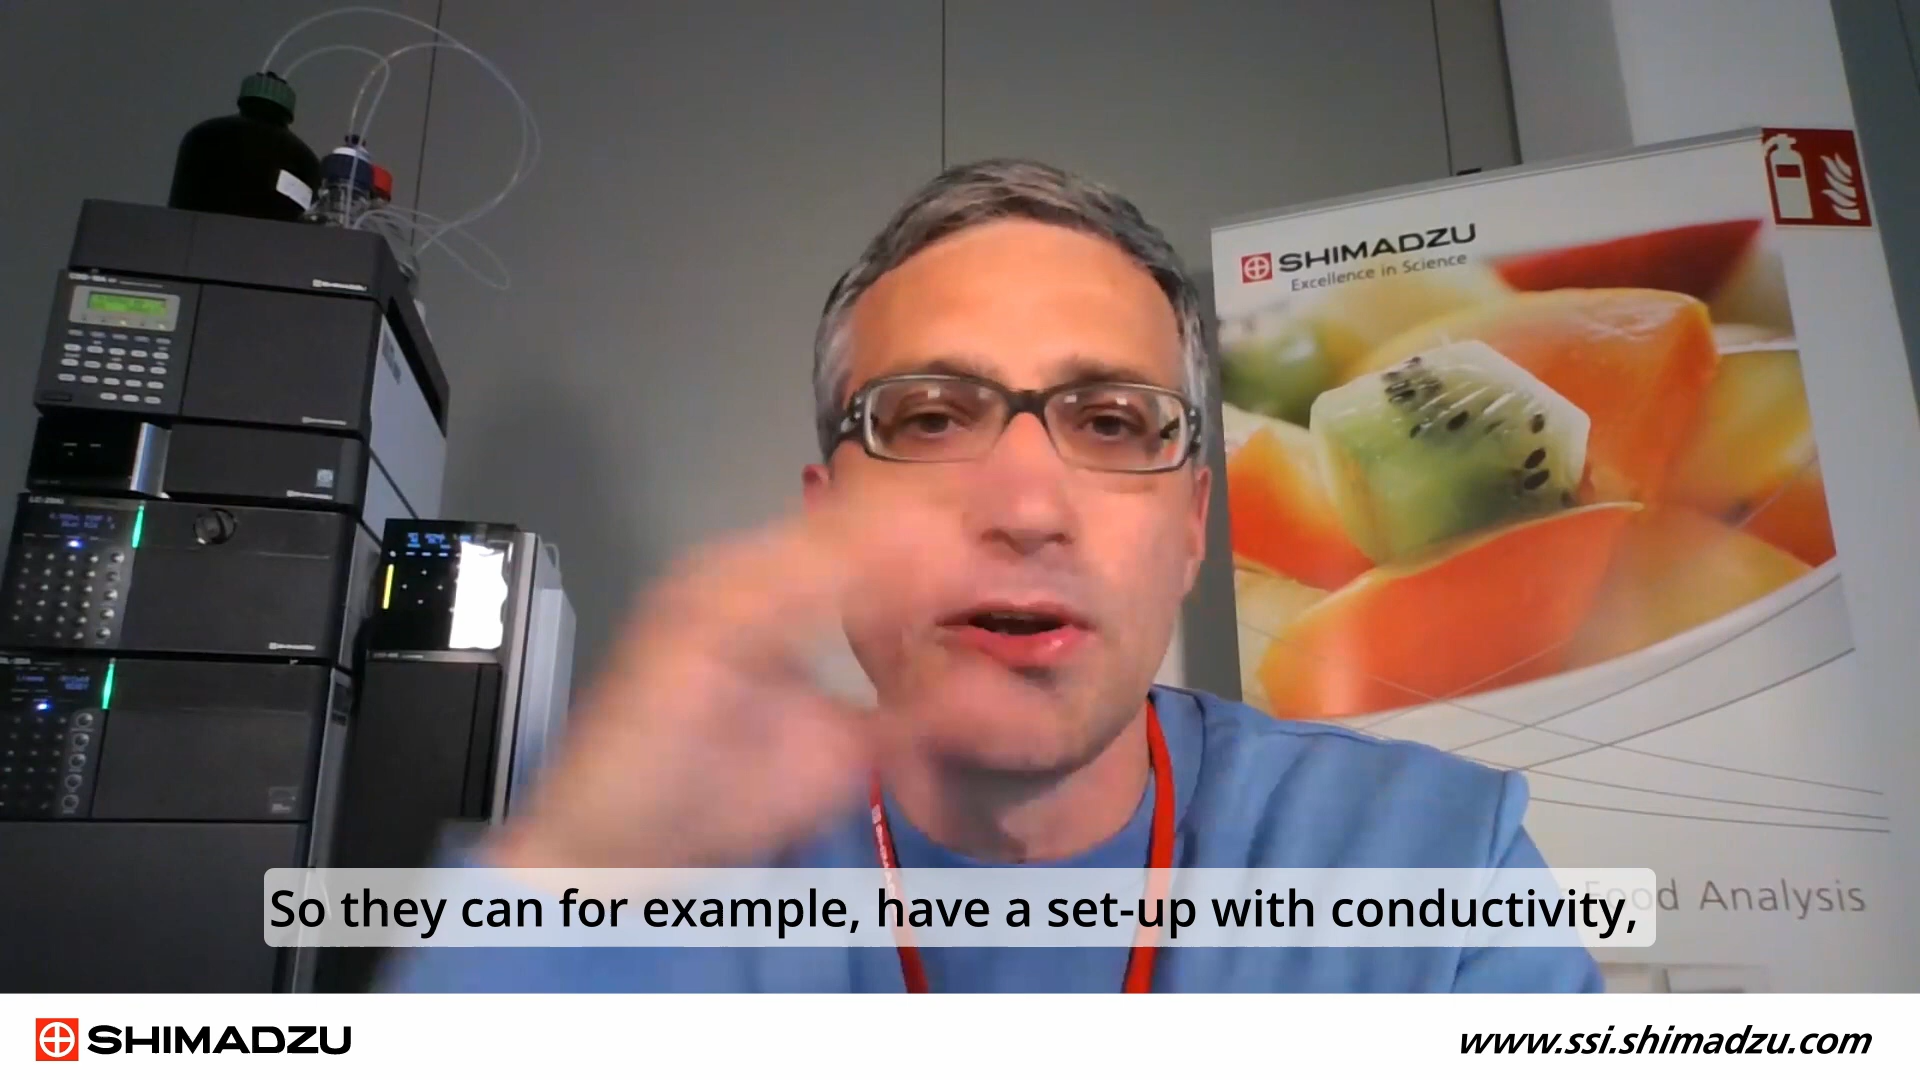 SHIMADZU
Excellence in Science
Food Analysis
So they can for example, have a set-up with conductivity,
SHIMADZU
www.ssi.shimadzu.com